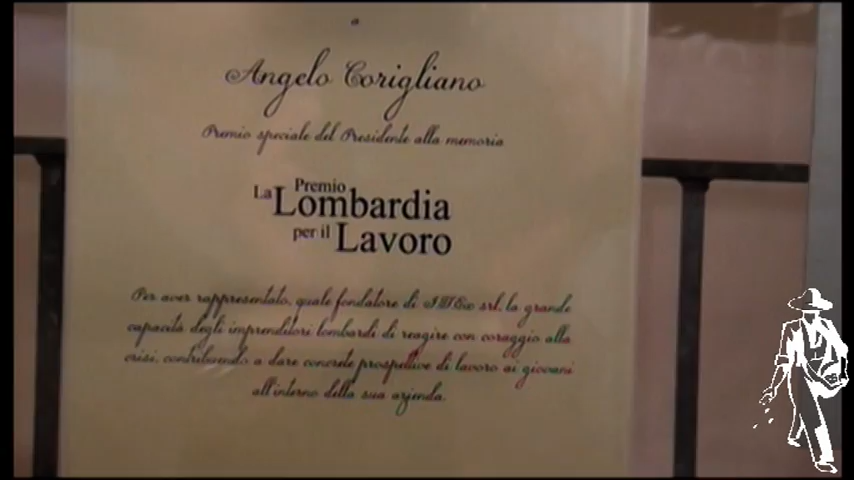 a
Angelo Corigliano
Premio speciale del Presidente alla memoria
Premio
La Lombardia
per il Lavoro
Per aver rappresentato, quale fondatore di srl, la grande
capacità degli imprenditori lombardi di reagire con coraggio alla
crisi, contribuendo a dare concrete prospettive di lavoro ai giovani
all'interno della sua azienda.